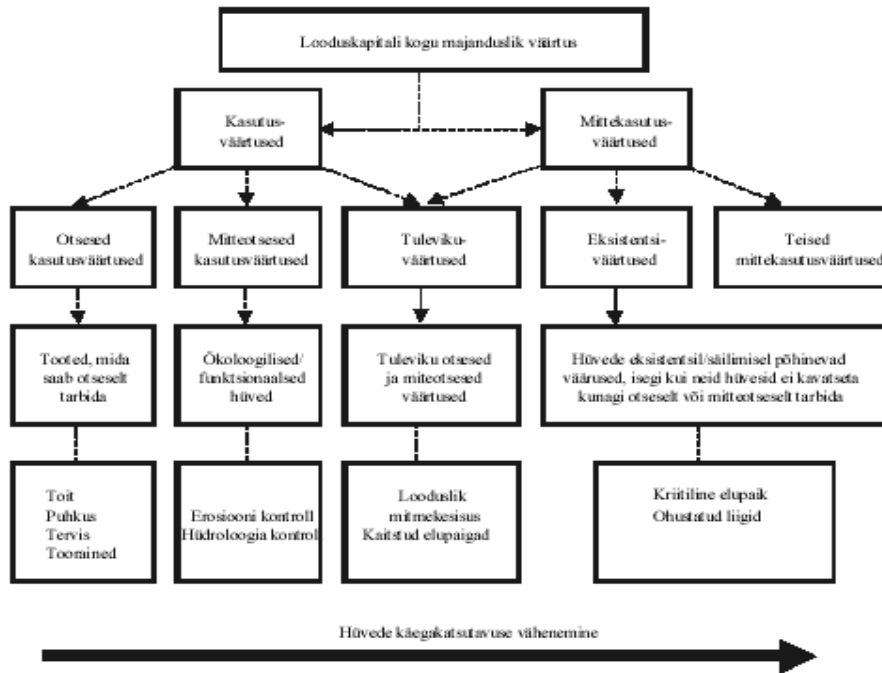 Looduskapitali kogu majanduslik väärtus
Kasutus-
väärtused
Mittekasutus-
väärtused
Otsesed
kasutusväärtused
Mitteotsesed
kasutusväärtused
Tuleviku-
väärtused
Eksistentsi-
väärtused
Teised
mittekasutusväärtused
Tooted, mida
saab otseselt
tarbida
Ökoloogilised/
funktsionaalsed
hüved
Tuleviku otsesed
ja miteotsesed
väärtused
Hüvede eksistentsil/säilimisel põhinevad
väärused, isegi kui neid hüvesid ei kavatseta
kunagi otseselt või mitteotseselt tarbida
Toit
Puhkus
Tervis
Toorained
Erosiooni kontroll
Hüdroloogia kontrol
Looduslik
mitmekesisus
Kaitstud elupaigad
Kriitiline elupaik
Ohustatud liigid
Hüvede käegakatsutavuse vähenemine